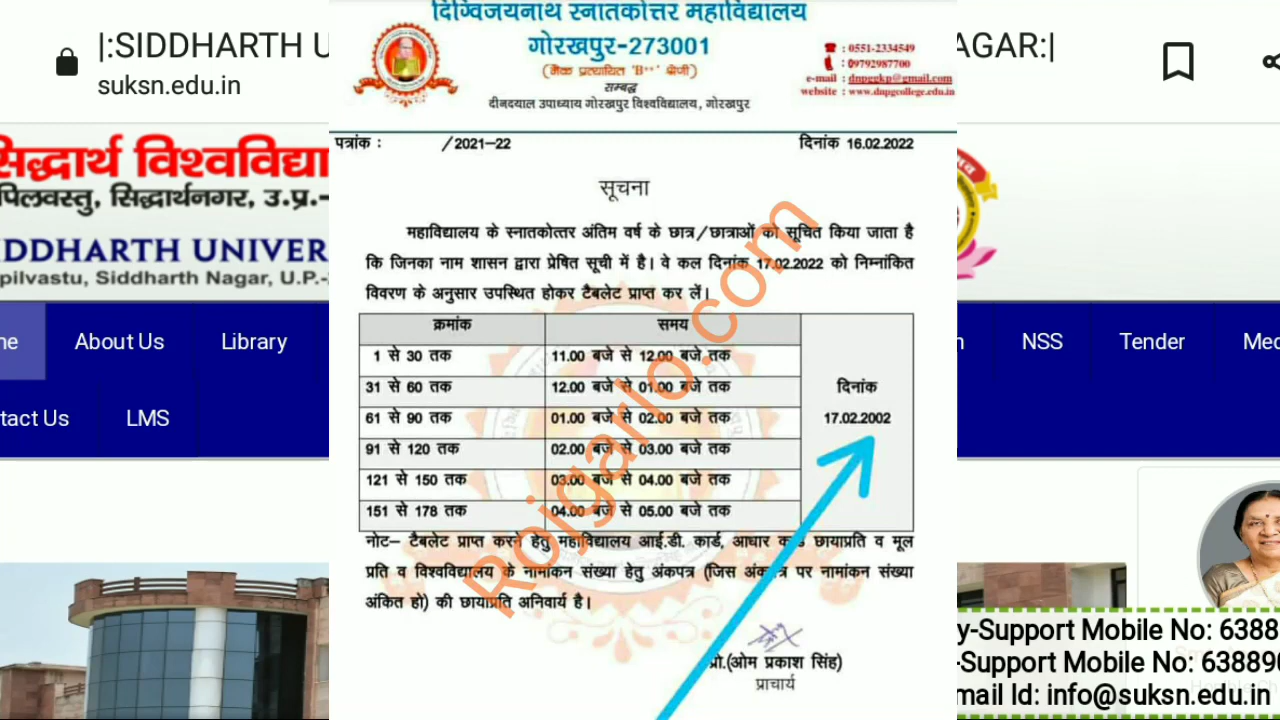 |:SIDDHARTH U
AGAR:|
suksn.edu.in
सिद्धार्थ विश्वविद्या
पिलवस्तु, सिद्धार्थनगर, उ.प्र.-
IDDHARTH UNIVER
pilvastu, Siddharth Nagar, U.P.-
ne
About Us
Library
NSS
Tender
Med
tact Us
LMS
दिग्विजयनाथ स्नातकोत्तर महाविद्यालय
गोरखपुर-273001
(नैक प्रत्यायित 'B++' श्रेणी)
सम्बद्ध
दीनदयाल उपाध्याय गोरखपुर विश्वविद्यालय, गोरखपुर
: 0551-2334549
: 09792987700
e-mail : dnpggkp@gmail.com
website : www.dnpgcollege.edu.in
पत्रांक : /2021–22 दिनांक 16.02.2022
सूचना
महाविद्यालय के स्नातकोत्तर अंतिम वर्ष के छात्र/छात्राओं को सूचित किया जाता है
कि जिनका नाम शासन द्वारा प्रेषित सूची में है। वे कल दिनांक 17.02.2022 को निम्नांकित
विवरण के अनुसार उपस्थित होकर टैबलेट प्राप्त कर लें।
क्रमांक समय
1 से 30 तक 11.00 बजे से 12.00 बजे तक
31 से 60 तक 12.00 बजे से 01.00 बजे तक
61 से 90 तक 01.00 बजे से 02.00 बजे तक
91 से 120 तक 02.00 बजे से 03.00 बजे तक
121 से 150 तक 03.00 बजे से 04.00 बजे तक
151 से 178 तक 04.00 बजे से 05.00 बजे तक
दिनांक
17.02.2002
नोट– टैबलेट प्राप्त करने हेतु महाविद्यालय आई.डी. कार्ड, आधार कार्ड छायाप्रति व मूल
प्रति व विश्वविद्यालय के नामांकन संख्या हेतु अंकपत्र (जिस अंकपत्र पर नामांकन संख्या
अंकित हो) की छायाप्रति अनिवार्य है।
प्रो.(ओम प्रकाश सिंह)
प्राचार्य
Rojgarlo.com
y-Support Mobile No: 6388
-Support Mobile No: 638890
mail Id: info@suksn.edu.in